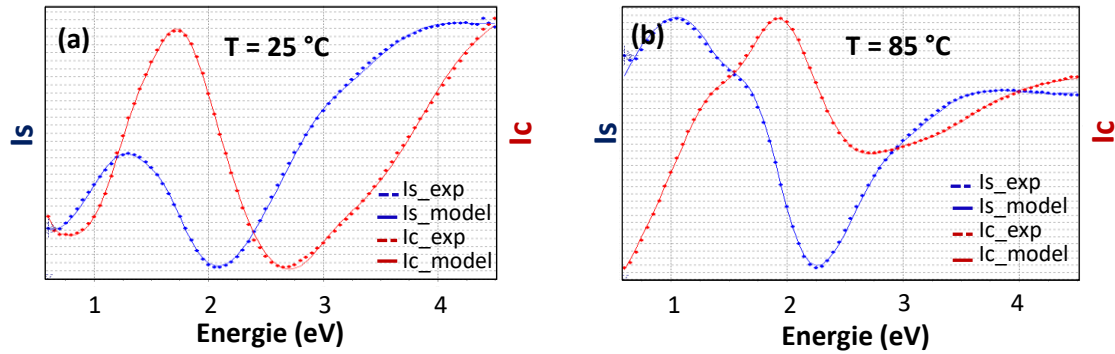 (a)
T = 25 °C
Is
Ic
Is_exp
Is_model
Ic_exp
Ic_model
1 2 3 4
Energie (eV)
(b)
T = 85 °C
Is
Ic
Is_exp
Is_model
Ic_exp
Ic_model
1 2 3 4
Energie (eV)